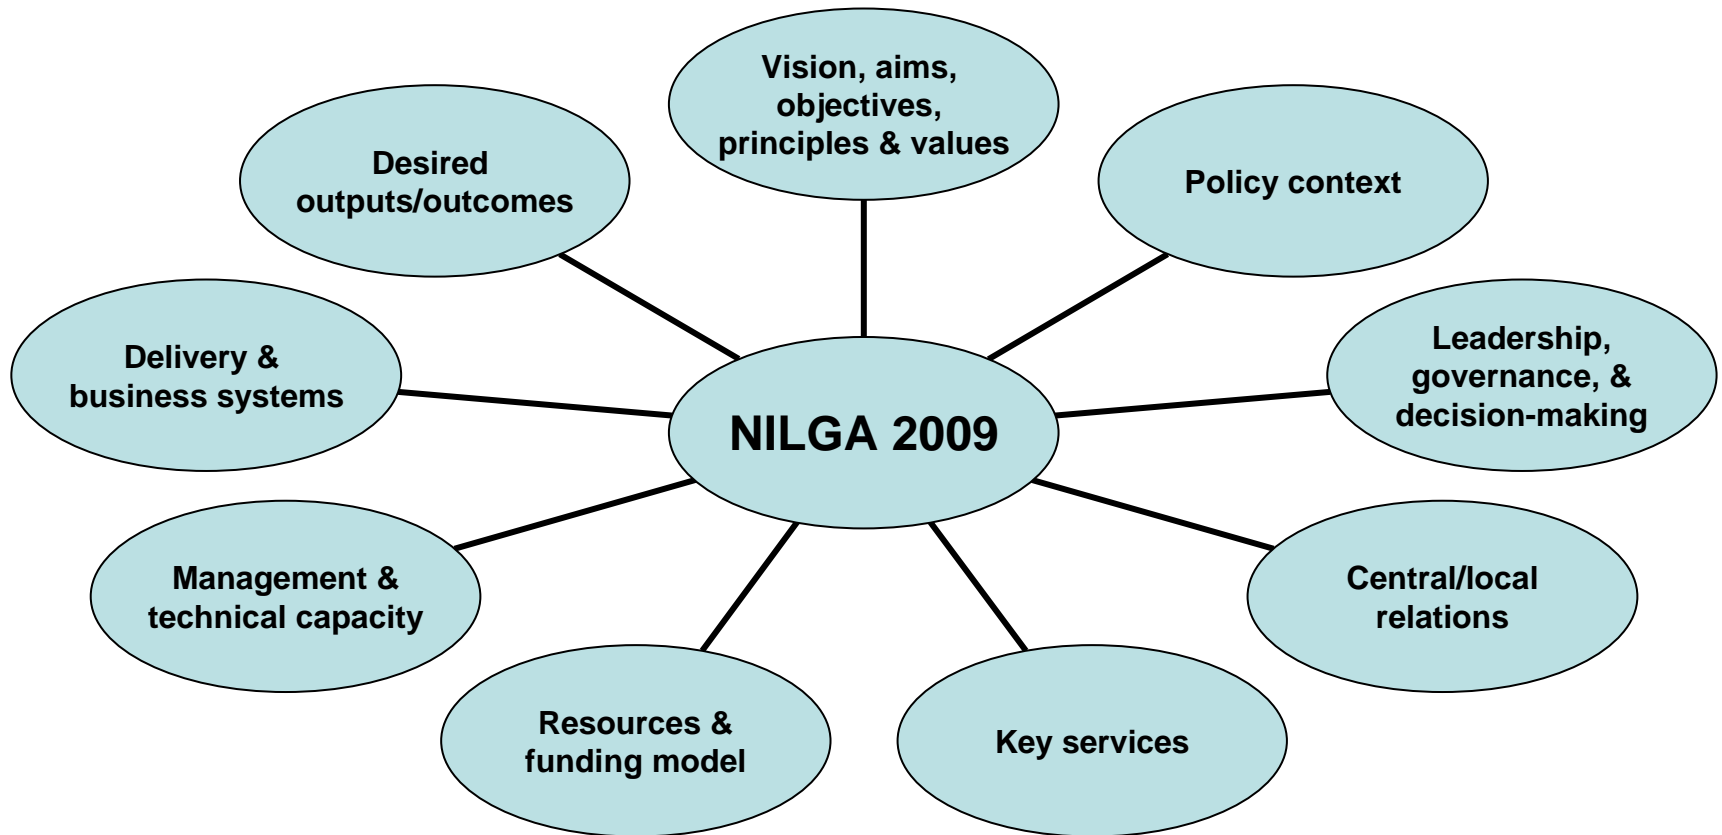 Vision, aims,
objectives,
principles & values
Desired
outputs/outcomes
Policy context
Delivery &
business systems
Leadership,
governance, &
decision-making
NILGA 2009
Management &
technical capacity
Central/local
relations
Resources &
funding model
Key services